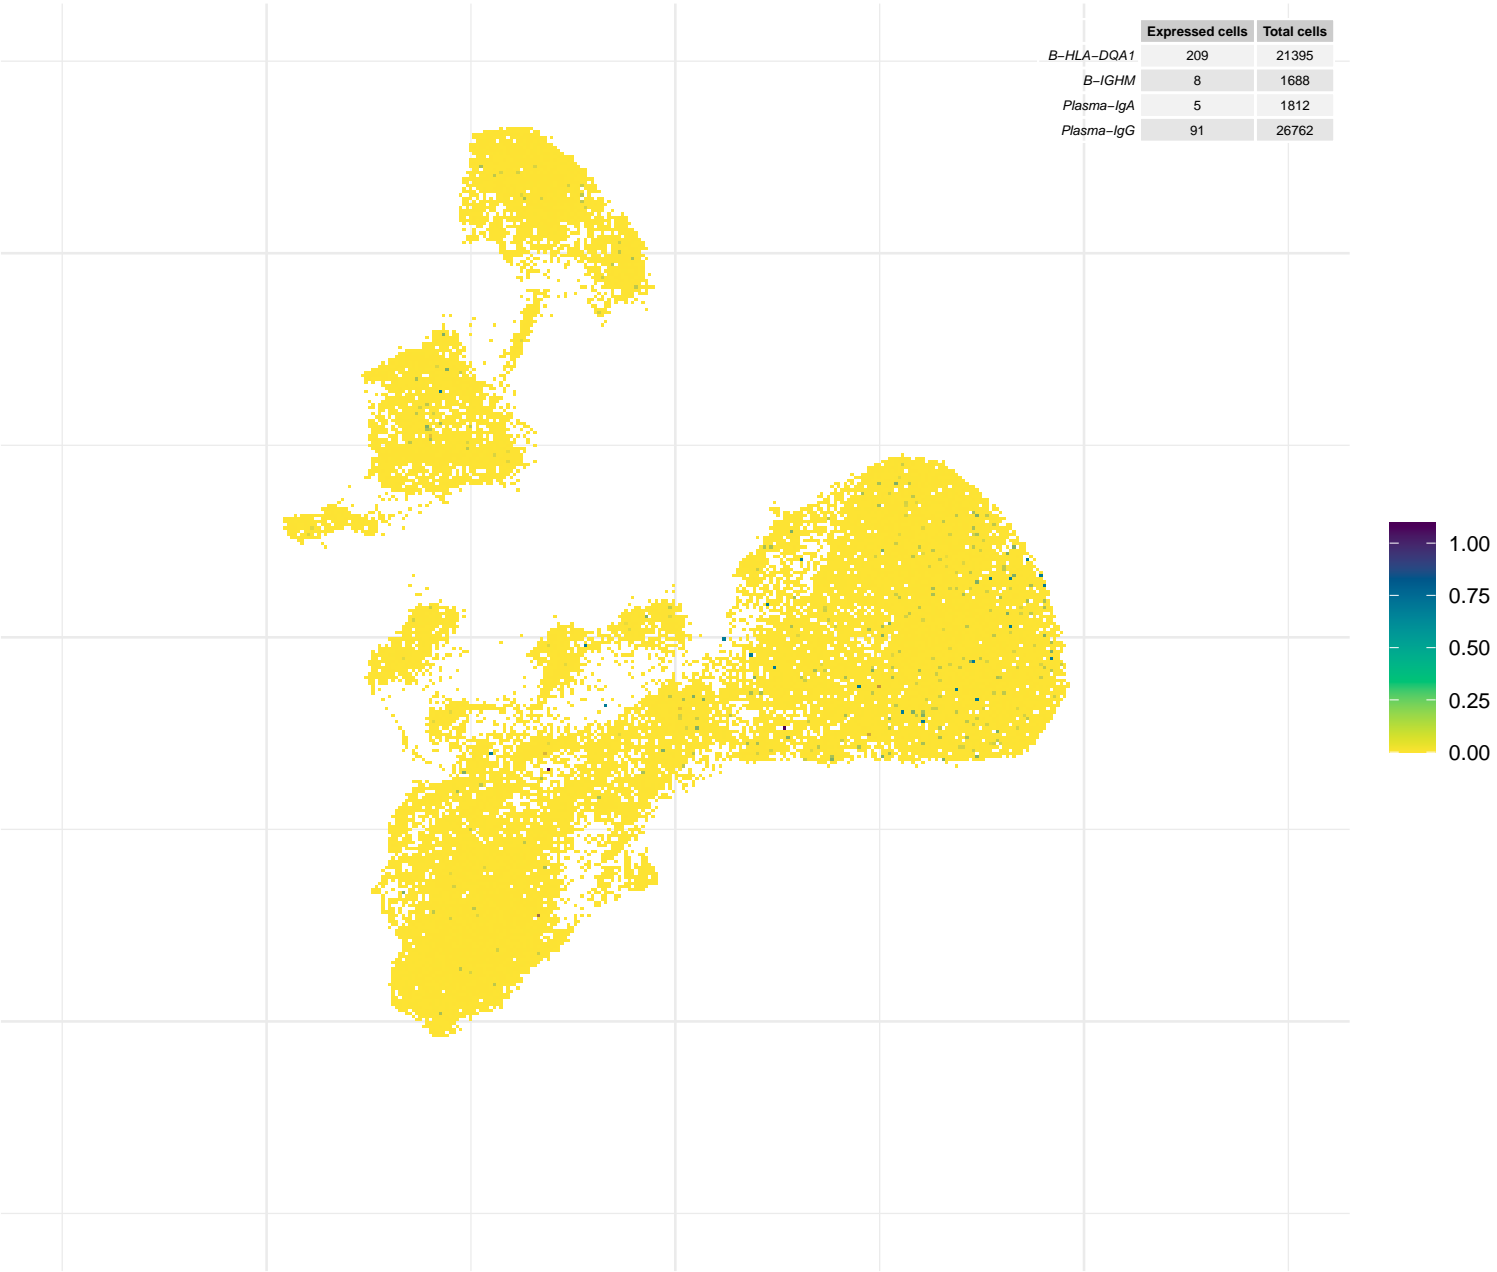 Expressed cells Total cells
B−HLA−DQA1 209 21395
B−IGHM 8 1688
Plasma−IgA 5 1812
Plasma−IgG 91 26762
1.00
0.75
0.50
0.25
0.00